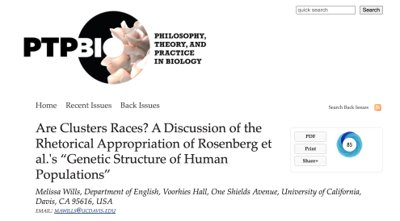 quick search Search
PTPBIO
PHILOSOPHY,
THEORY, AND
PRACTICE
IN BIOLOGY
Home Recent Issues Back Issues
Search Back Issues
Are Clusters Races? A Discussion of the
Rhetorical Appropriation of Rosenberg et
al.'s “Genetic Structure of Human
Populations”
PDF
Print
Share+
85
Melissa Wills, Department of English, Voorhies Hall, One Shields Avenue, University of California,
Davis, CA 95616, USA
EMAIL: MAWILLS@UCDAVIS.EDU